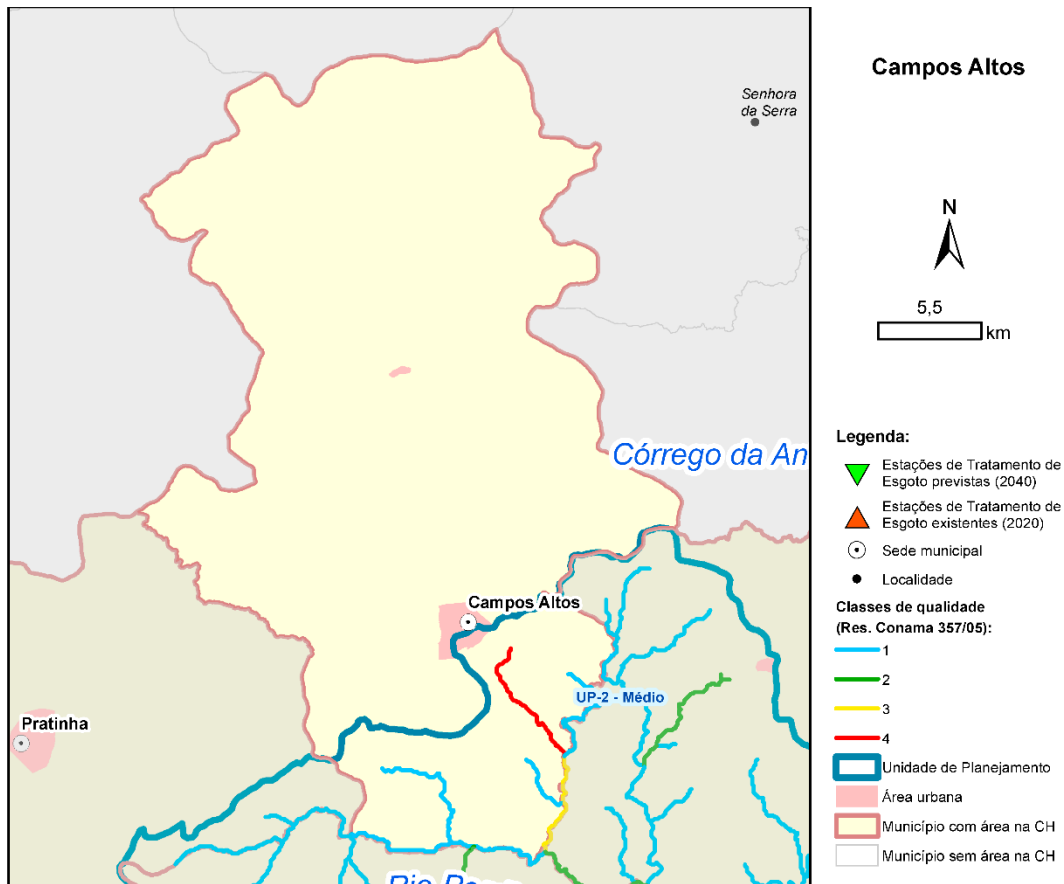 Campos Altos
Senhora
da Serra
N
5,5
km
Córrego da An
Campos Altos
UP-2 - Médio
Pratinha
Legenda:
Estações de Tratamento de
Esgoto previstas (2040)
Estações de Tratamento de
Esgoto existentes (2020)
Sede municipal
Localidade
Classes de qualidade
(Res. Conama 357/05):
1
2
3
4
Unidade de Planejamento
Área urbana
Município com área na CH
Município sem área na CH
Rio